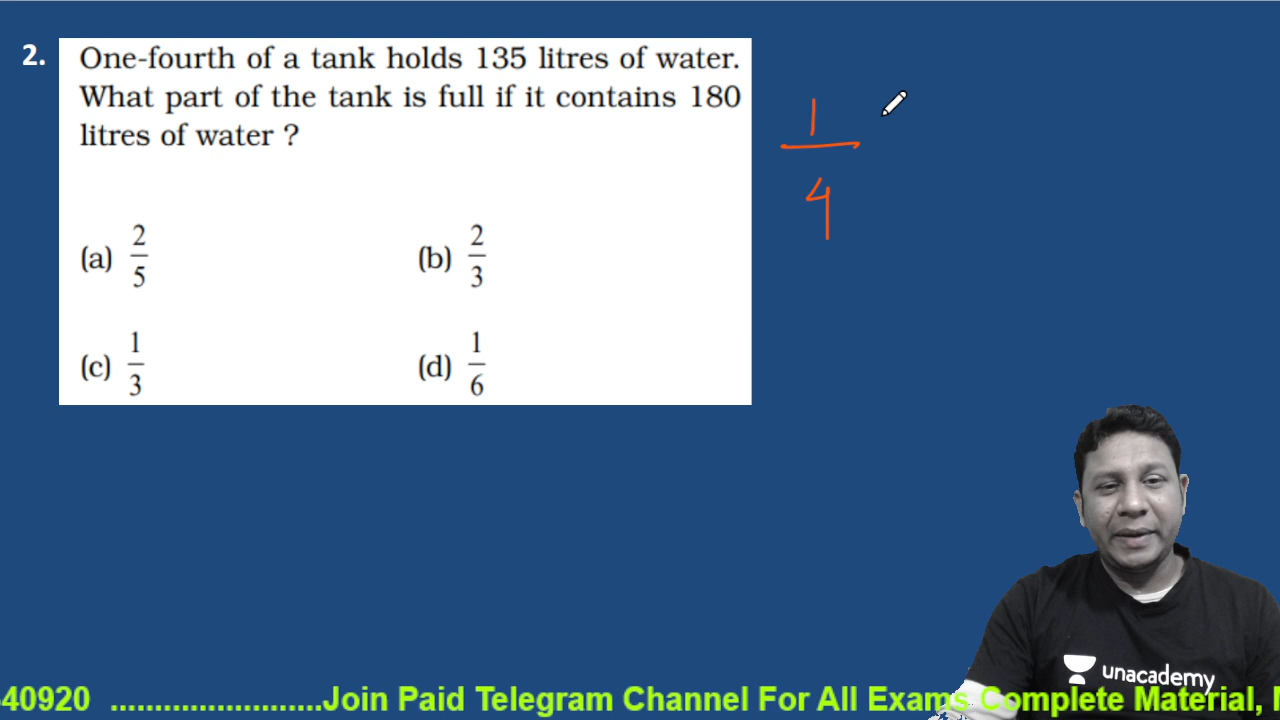 2.
One-fourth of a tank holds 135 litres of water.
What part of the tank is full if it contains 180
litres of water ?
(a) 2/5 (b) 2/3
(c) 1/3 (d) 1/6
1/4
unacademy
40920 ........................Join Paid Telegram Channel For All Exams Complete Material,